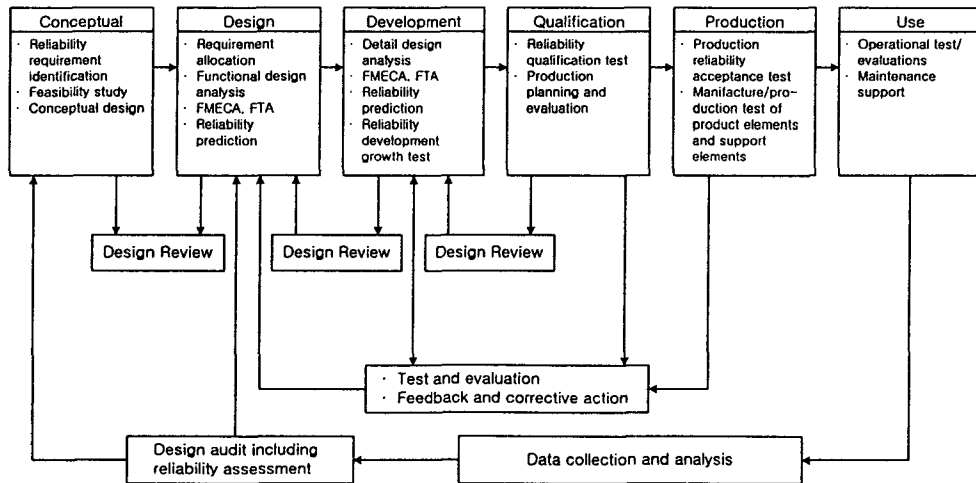 Conceptual
· Reliability
requirement
identification
· Feasibility study
· Conceptual design
Design
· Requirement
allocation
· Functional design
analysis
· FMECA, FTA
· Reliability
prediction
Development
· Detail design
analysis
· FMECA, FTA
· Reliability
prediction
· Reliability
development
growth test
Qualification
· Reliability
qualification test
· Production
planning and
evaluation
Production
· Production
reliability
acceptance test
· Manifacture/pro-
duction test of
product elements
and support
elements
Use
· Operational test/
evaluations
· Maintenance
support
Design Review
Design Review
Design Review
· Test and evaluation
· Feedback and corrective action
Design audit including
reliability assessment
Data collection and analysis